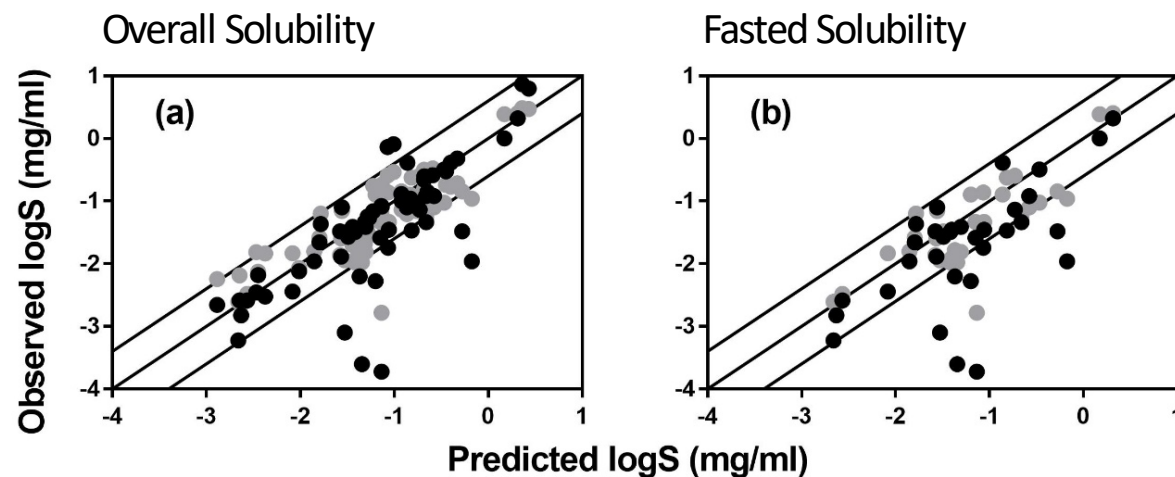 Overall Solubility
Fasted Solubility
Observed logS (mg/ml)
(a)
1
0
-1
-2
-3
-4
-4 -3 -2 -1 0 1
(b)
1
0
-1
-2
-3
-4
-4 -3 -2 -1 0 1
Predicted logS (mg/ml)